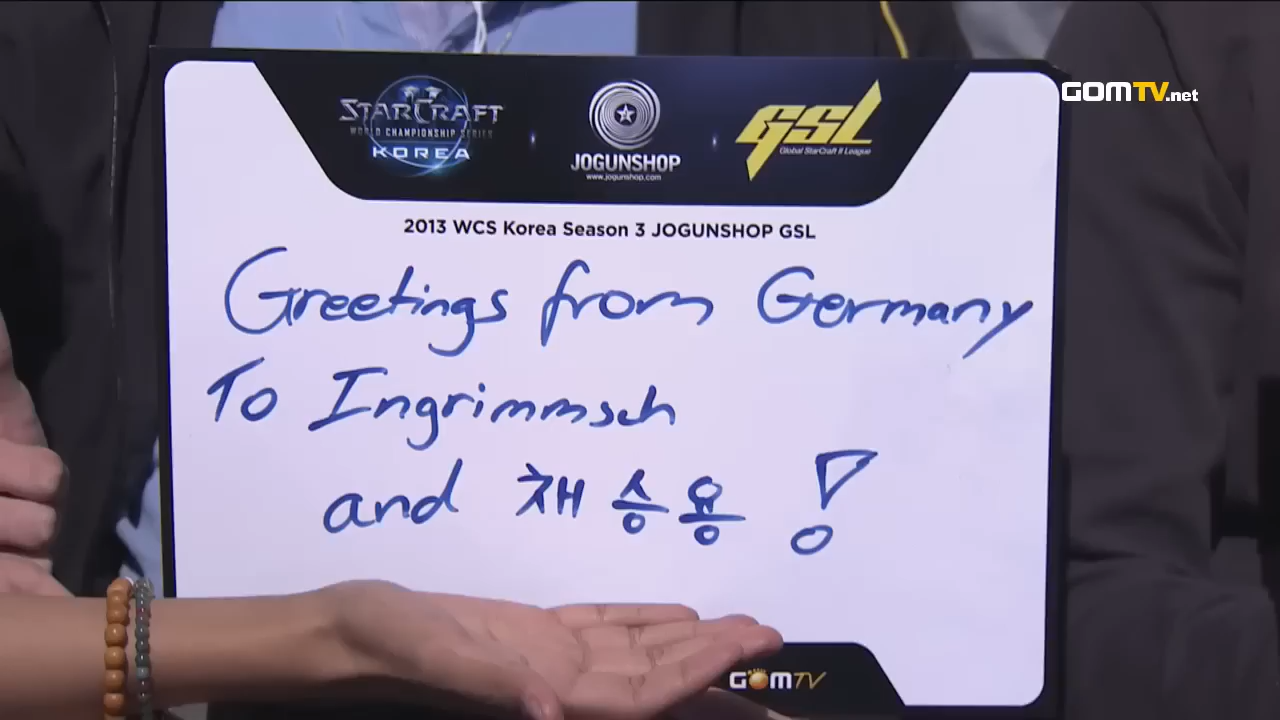 GOMTV.net
STARCRAFT II
WORLD CHAMPIONSHIP SERIES
KOREA
JOGUNSHOP
www.jogunshop.com
GSL
Global StarCraft II League
2013 WCS Korea Season 3 JOGUNSHOP GSL
Greetings from Germany
To Ingrimmsch
and 채승용!
GOMTV